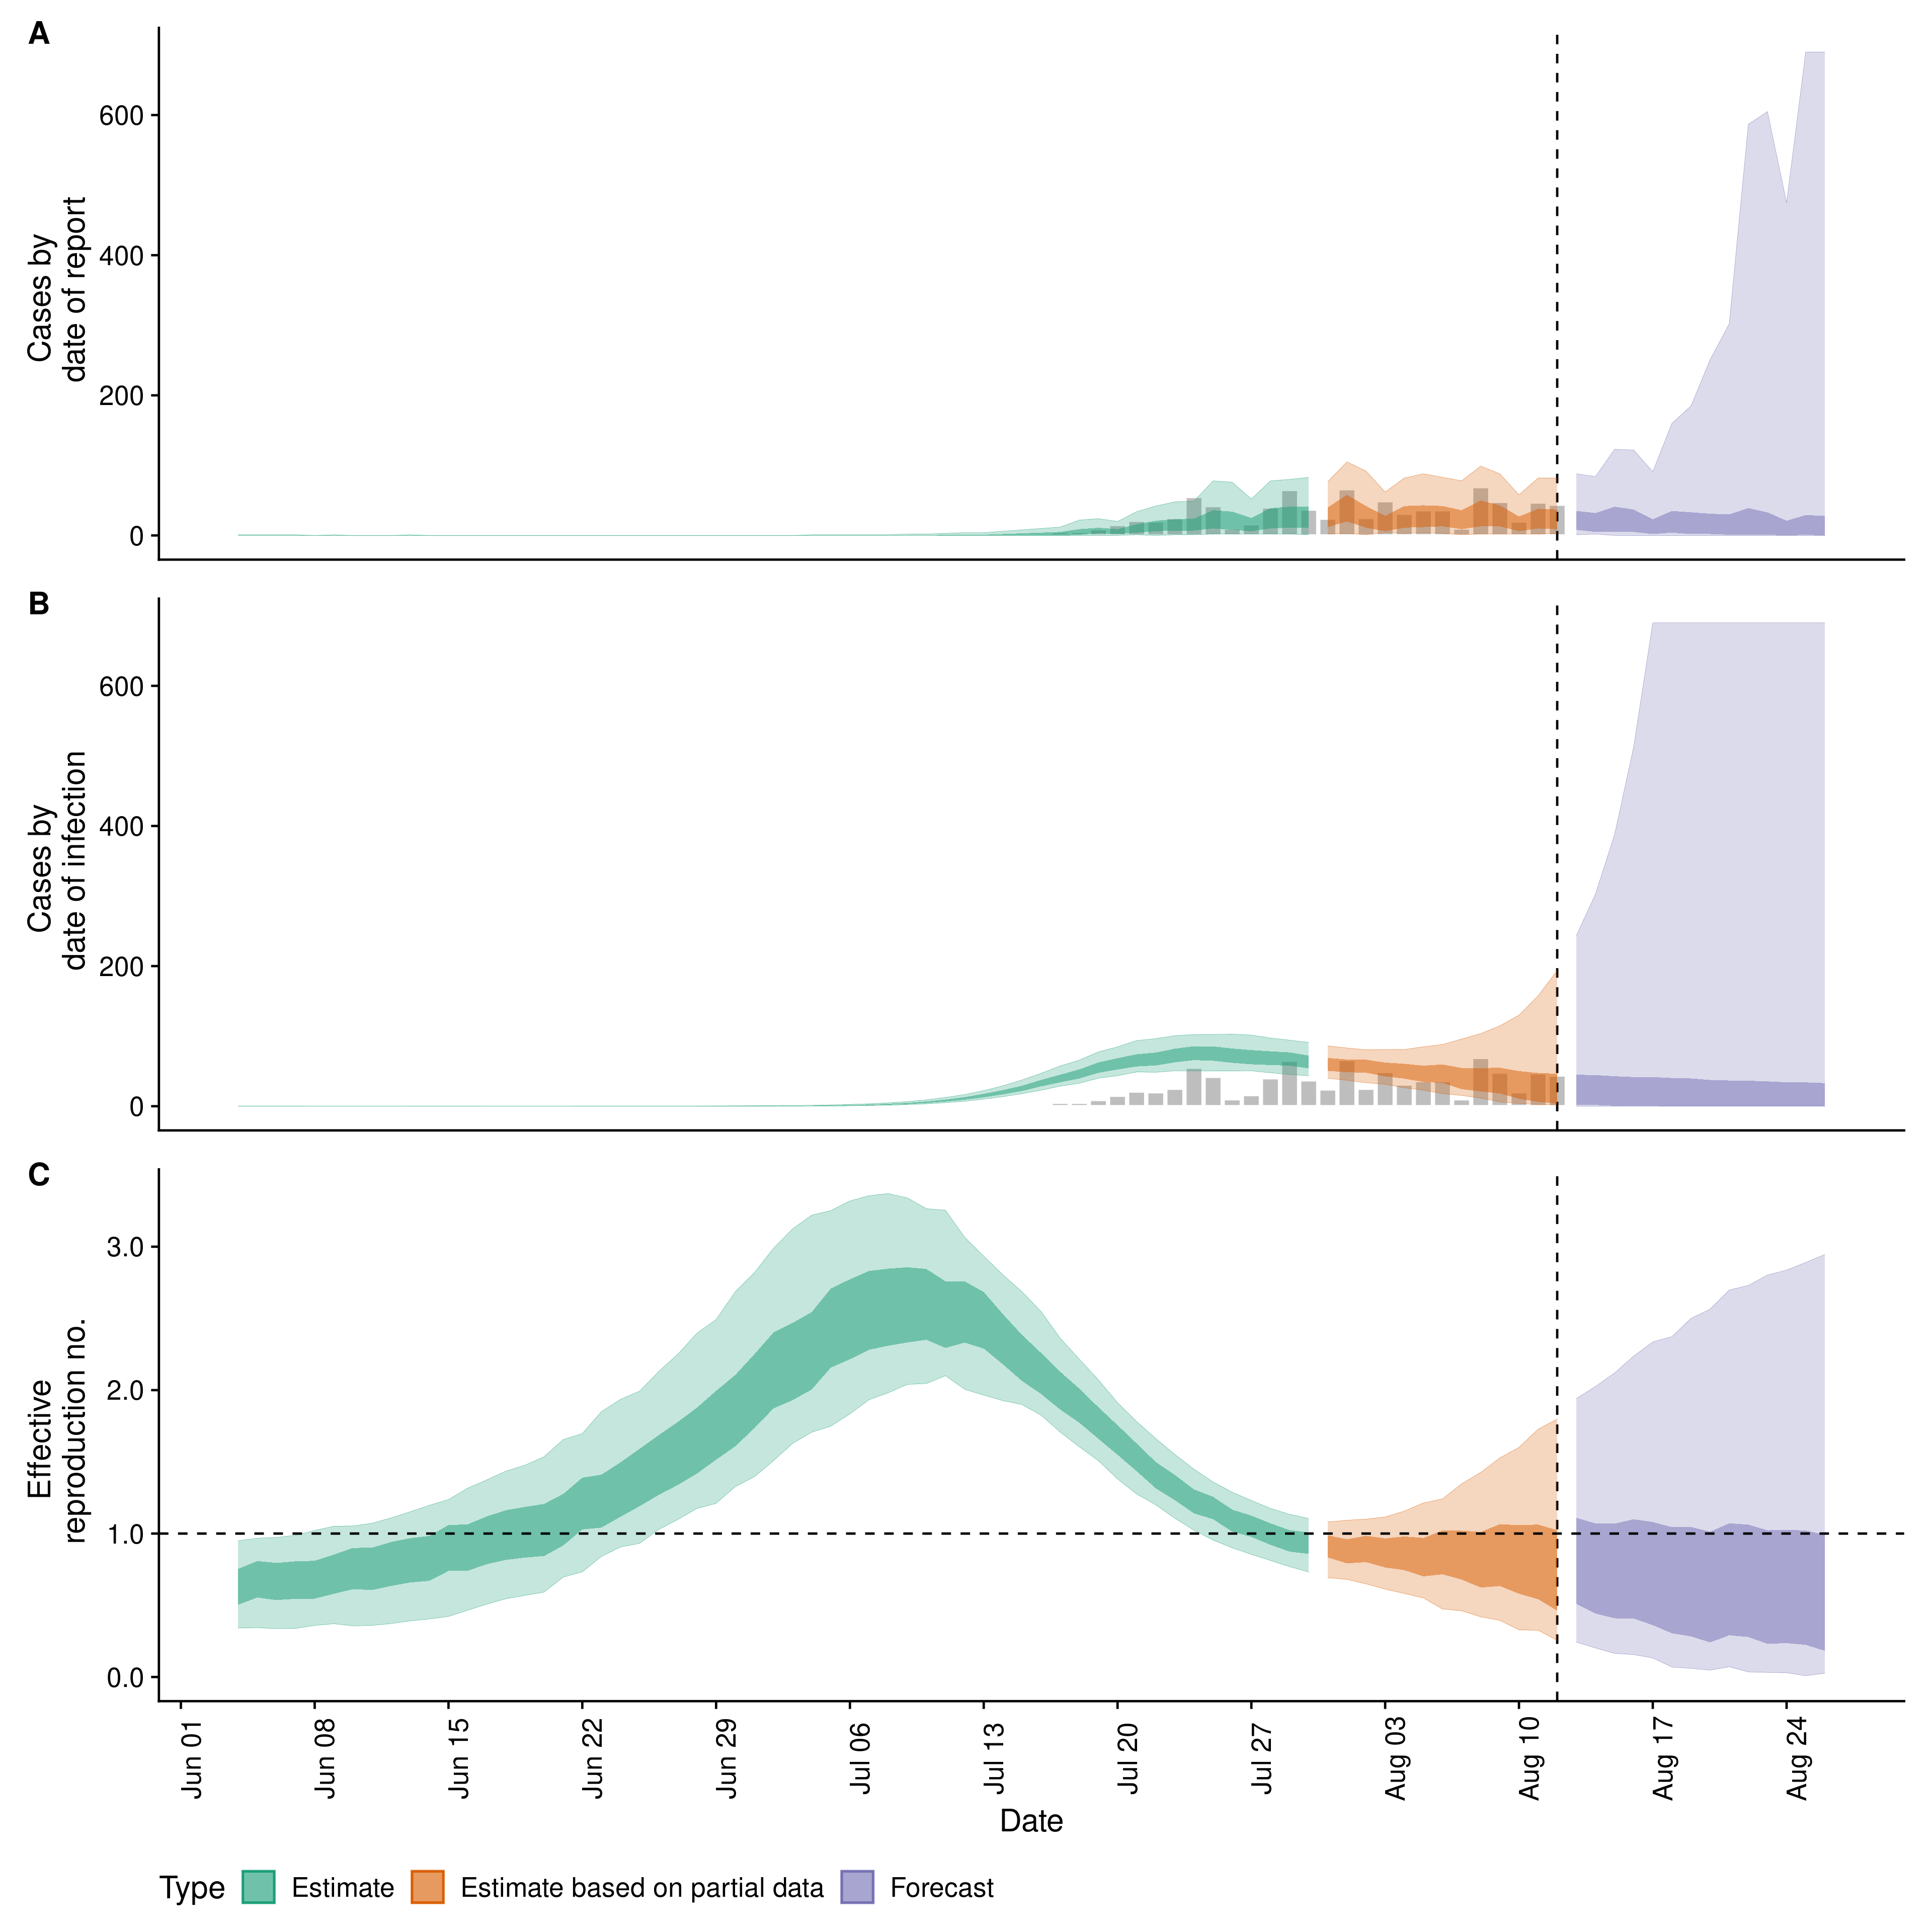 A
Cases by
date of report
600
400
200
0
B
Cases by
date of infection
600
400
200
0
C
Effective
reproduction no.
3.0
2.0
1.0
0.0
Jun 01
Jun 08
Jun 15
Jun 22
Jun 29
Jul 06
Jul 13
Jul 20
Jul 27
Aug 03
Aug 10
Aug 17
Aug 24
Date
Type Estimate Estimate based on partial data Forecast